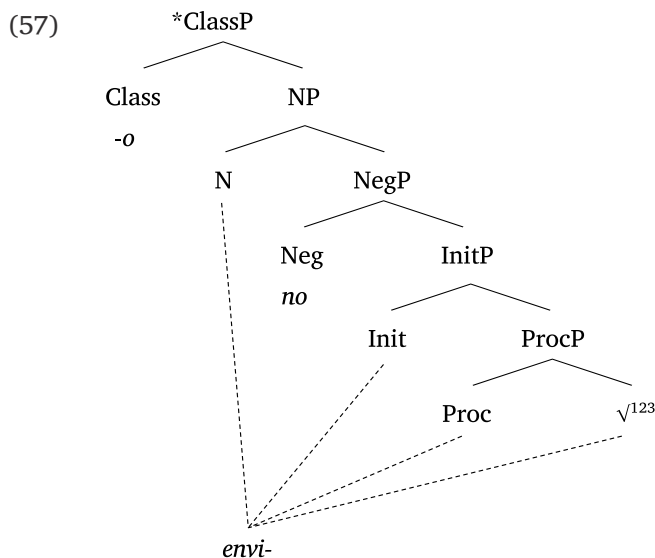 (57) *ClassP
Class NP
-o
N NegP
Neg InitP
no
Init ProcP
Proc √123
envi-